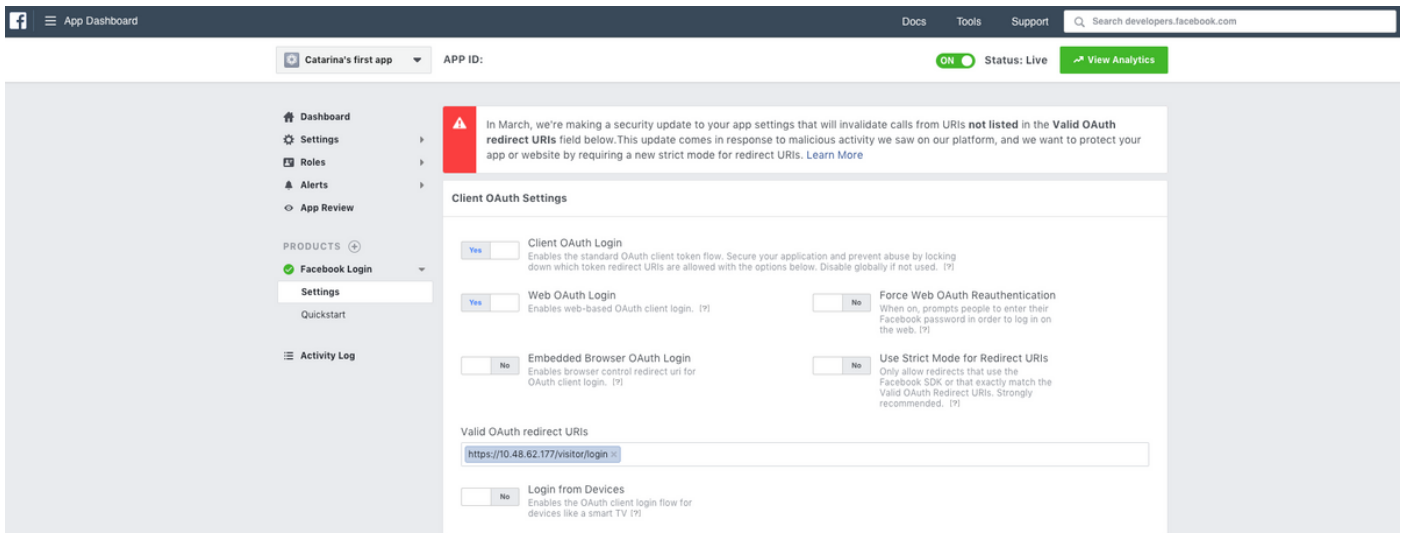 f App Dashboard Docs Tools Support Search developers.facebook.com
Catarina's first app APP ID: ON Status: Live View Analytics
Dashboard
Settings
Roles
Alerts
App Review
PRODUCTS
Facebook Login
Settings
Quickstart
Activity Log
In March, we're making a security update to your app settings that will invalidate calls from URIs not listed in the Valid OAuth
redirect URIs field below.This update comes in response to malicious activity we saw on our platform, and we want to protect your
app or website by requiring a new strict mode for redirect URIs. Learn More
Client OAuth Settings
Yes Client OAuth Login
Enables the standard OAuth client token flow. Secure your application and prevent abuse by locking
down which token redirect URIs are allowed with the options below. Disable globally if not used. [?]
Yes Web OAuth Login
Enables web-based OAuth client login. [?]
No Force Web OAuth Reauthentication
When on, prompts people to enter their
Facebook password in order to log in on
the web. [?]
No Embedded Browser OAuth Login
Enables browser control redirect uri for
OAuth client login. [?]
No Use Strict Mode for Redirect URIs
Only allow redirects that use the
Facebook SDK or that exactly match the
Valid OAuth Redirect URIs. Strongly
recommended. [?]
Valid OAuth redirect URIs
https://10.48.62.177/visitor/login ×
No Login from Devices
Enables the OAuth client login flow for
devices like a smart TV [?]